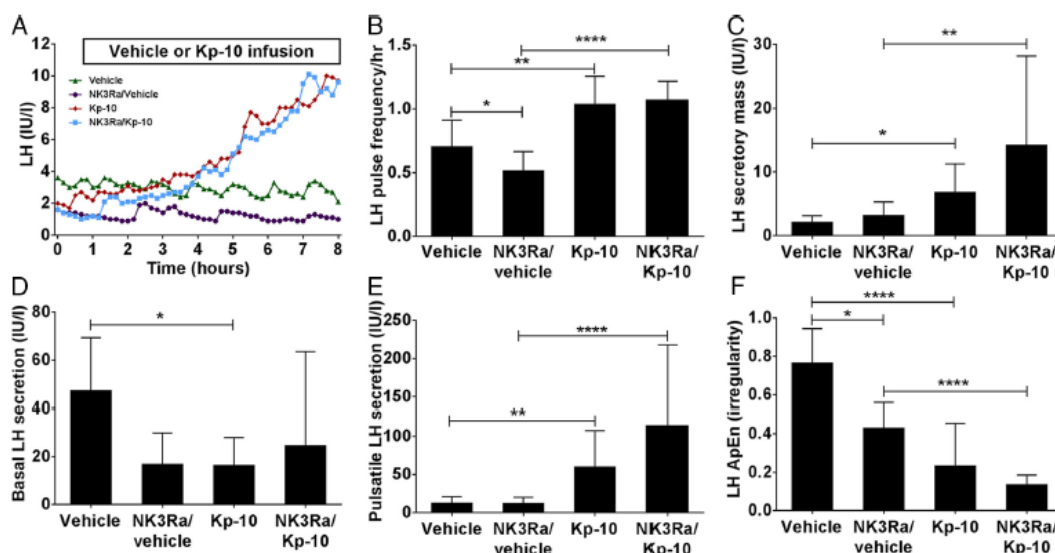 A
Vehicle or Kp-10 infusion
12
10
8
6
4
2
0
LH (IU/l)
Vehicle
NK3Ra/Vehicle
Kp-10
NK3Ra/Kp-10
0 1 2 3 4 5 6 7 8
Time (hours)
B
LH pulse frequency/hr
1.5
1.0
0.5
0.0
****
**
*
Vehicle NK3Ra/ Kp-10 NK3Ra/
vehicle Kp-10
C
LH secretory mass (IU/l)
30
20
10
0
**
*
Vehicle NK3Ra/ Kp-10 NK3Ra/
vehicle Kp-10
D
Basal LH secretion (IU/l)
80
60
40
20
0
*
Vehicle NK3Ra/ Kp-10 NK3Ra/
vehicle Kp-10
E
Pulsatile LH secretion (IU/l)
250
200
150
100
50
0
****
**
Vehicle NK3Ra/ Kp-10 NK3Ra/
vehicle Kp-10
F
LH ApEn (irregularity)
1.0
0.8
0.6
0.4
0.2
0.0
****
*
****
Vehicle NK3Ra/ Kp-10 NK3Ra/
vehicle Kp-10